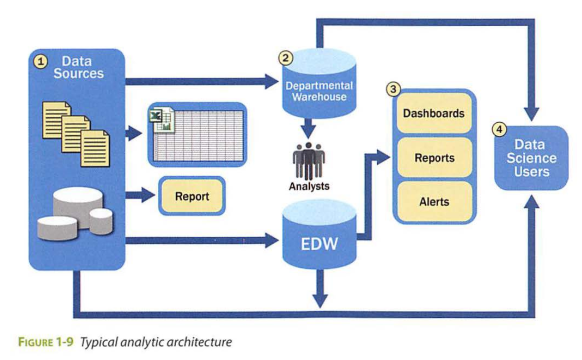 1
Data
Sources
Report
2
Departmental
Warehouse
Analysts
EDW
3
Dashboards
Reports
Alerts
4
Data
Science
Users
FIGURE 1-9 Typical analytic architecture